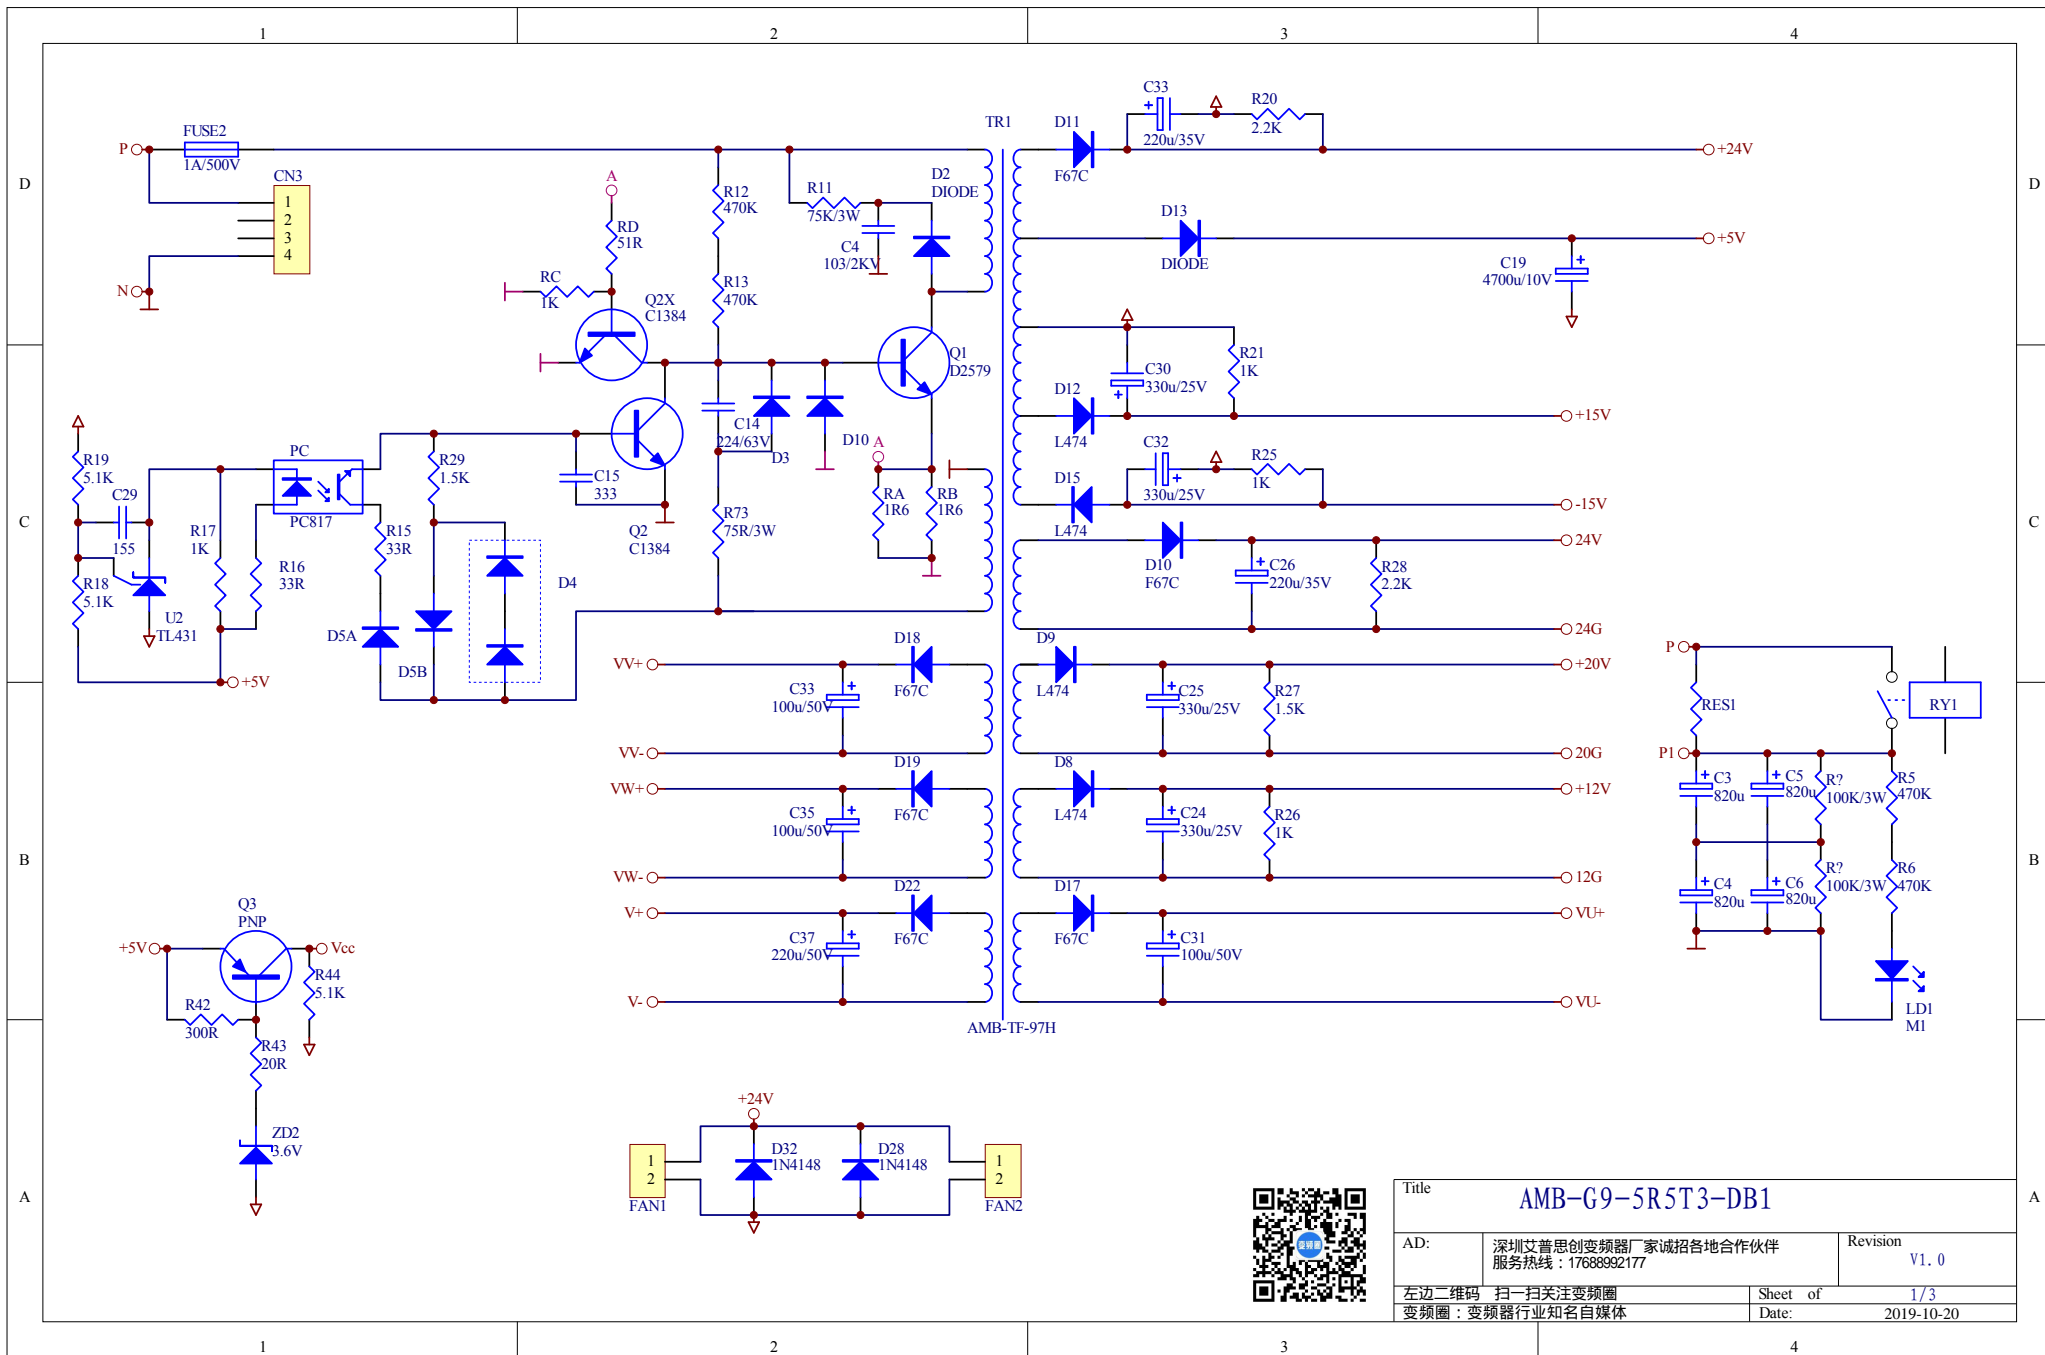 1
2
3
4
D
D
C
C
B
B
A
A
1
2
3
4
P
FUSE2
1A/500V
CN3
1
2
3
4
N
A
RD
51R
RC
1K
Q2X
C1384
R12
470K
R13
470K
R11
75K/3W
C4
103/2KV
D2
DIODE
TR1
Q1
D2579
C14
224/63V
D3
D10
A
RA
1R6
RB
1R6
R73
75R/3W
R19
5.1K
C29
155
R18
5.1K
U2
TL431
R17
1K
R16
33R
+5V
PC
PC817
R15
33R
R29
1.5K
D5A
D5B
D4
C15
333
Q2
C1384
D11
F67C
C33
220u/35V
R20
2.2K
+24V
D13
DIODE
C19
4700u/10V
+5V
C30
330u/25V
R21
1K
D12
L474
+15V
C32
330u/25V
R25
1K
D15
L474
-15V
D10
F67C
C26
220u/35V
R28
2.2K
24V
24G
VV+
D18
F67C
C33
100u/50V
VV-
D9
L474
C25
330u/25V
R27
1.5K
+20V
20G
VW+
D19
F67C
C35
100u/50V
VW-
D8
L474
C24
330u/25V
R26
1K
+12V
12G
V+
D22
F67C
C37
220u/50V
V-
D17
F67C
C31
100u/50V
VU+
VU-
AMB-TF-97H
P
RES1
RY1
P1
C3
820u
C5
820u
R?
100K/3W
R5
470K
C4
820u
C6
820u
R?
100K/3W
R6
470K
LD1
M1
Q3
PNP
+5V
Vcc
R42
300R
R44
5.1K
R43
20R
ZD2
3.6V
+24V
1
2
FAN1
D32
1N4148
D28
1N4148
1
2
FAN2
变频圈
Title
AMB-G9-5R5T3-DB1
AD:
深圳艾普思创变频器厂家诚招各地合作伙伴
服务热线：17688992177
Revision
V1.0
左边二维码 扫一扫关注变频圈
变频圈：变频器行业知名自媒体
Sheet of
1/3
Date:
2019-10-20